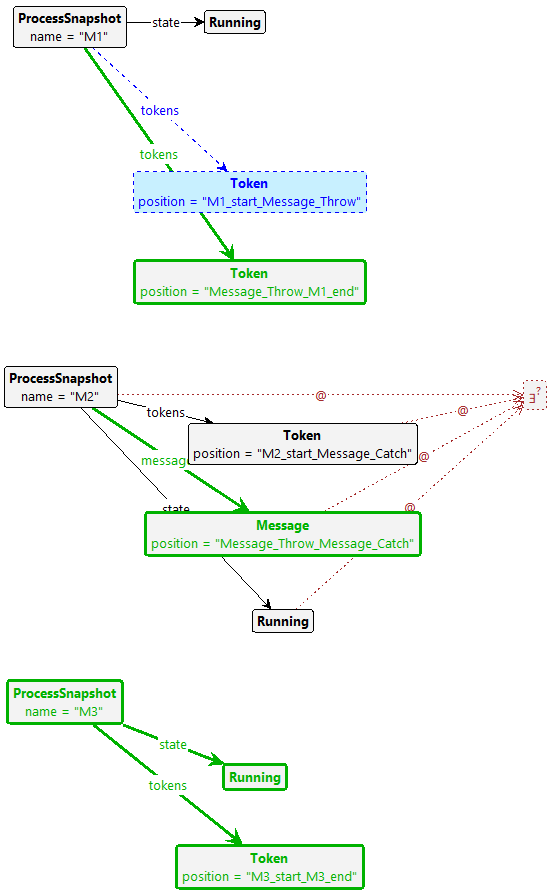 ProcessSnapshot
name = "M1"
state
Running
tokens
tokens
Token
position = "M1_start_Message_Throw"
Token
position = "Message_Throw_M1_end"
ProcessSnapshot
name = "M2"
@
∃?
tokens
@
Token
position = "M2_start_Message_Catch"
messag
@
state
@
Message
position = "Message_Throw_Message_Catch"
Running
ProcessSnapshot
name = "M3"
state
Running
tokens
Token
position = "M3_start_M3_end"